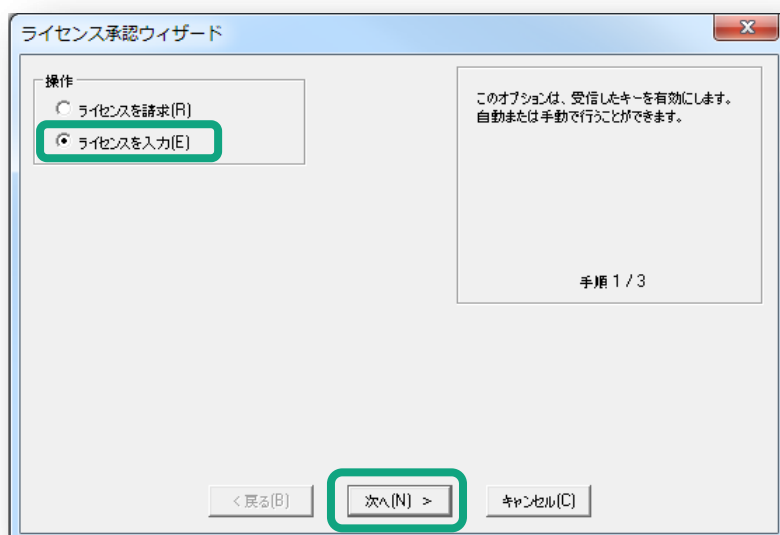 ライセンス承認ウィザード
操作
ライセンスを請求(R)
ライセンスを入力(E)
このオプションは、受信したキーを有効にします。
自動または手動で行うことができます。
手順 1 / 3
< 戻る(B)
次へ(N) >
キャンセル(C)